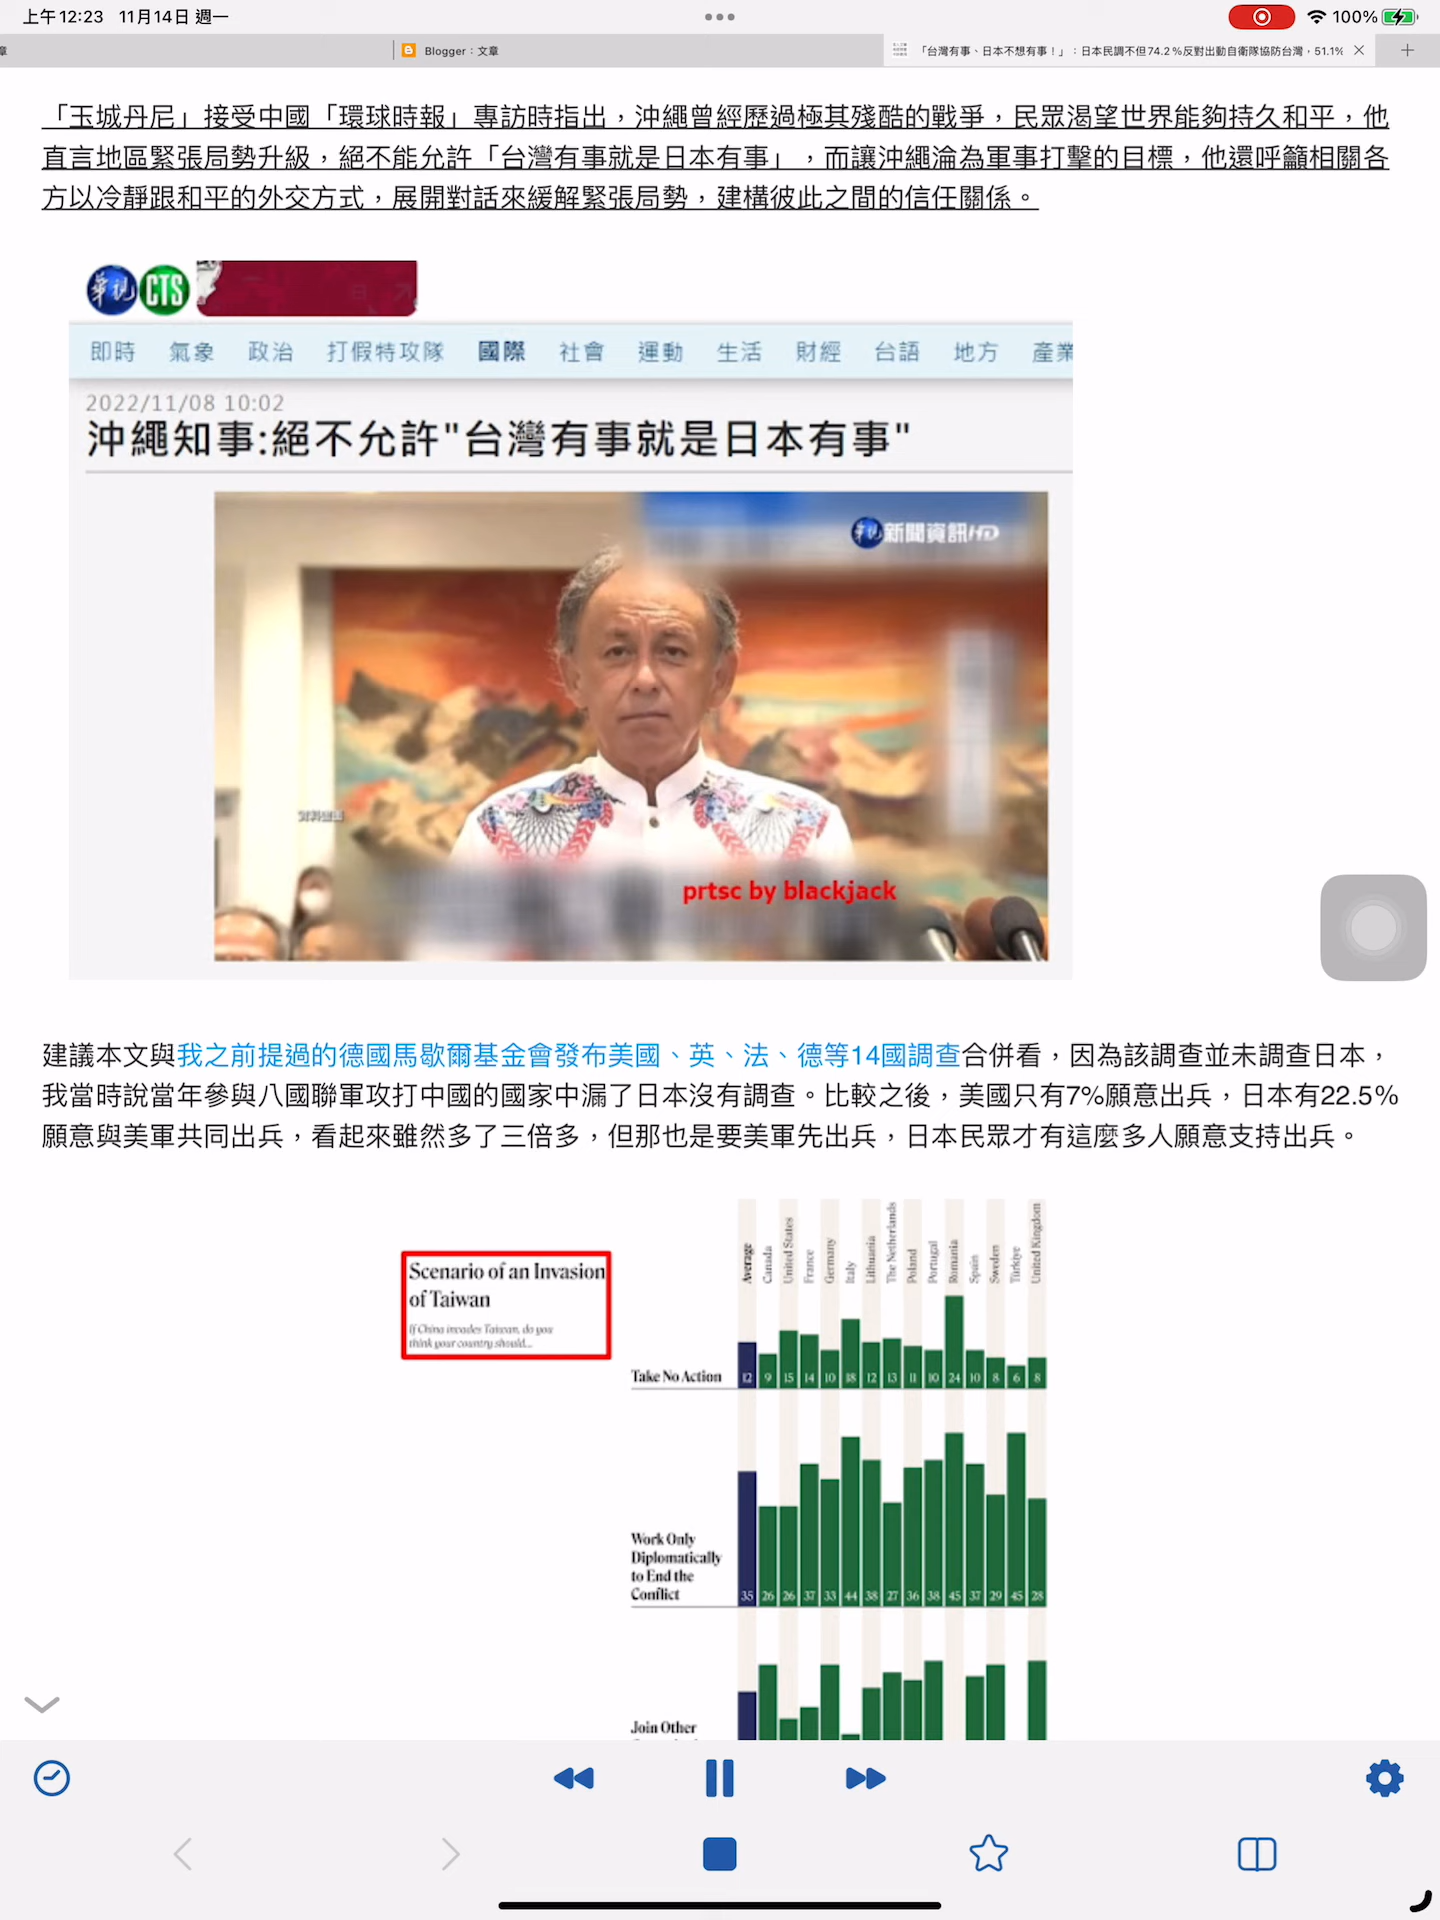 上午12:23 11月14日 週一
100%
章
Blogger：文章
「台灣有事、日本不想有事！」：日本民調不但74.2％反對出動自衛隊協防台灣，51.1%
「玉城丹尼」接受中國「環球時報」專訪時指出，沖繩曾經歷過極其殘酷的戰爭，民眾渴望世界能夠持久和平，他
直言地區緊張局勢升級，絕不能允許「台灣有事就是日本有事」，而讓沖繩淪為軍事打擊的目標，他還呼籲相關各
方以冷靜跟和平的外交方式，展開對話來緩解緊張局勢，建構彼此之間的信任關係。
華視 CTS
即時 氣象 政治 打假特攻隊 國際 社會 運動 生活 財經 台語 地方 產業
2022/11/08 10:02
沖繩知事:絕不允許"台灣有事就是日本有事"
華視新聞資訊HD
資料畫面
prtsc by blackjack
建議本文與我之前提過的德國馬歇爾基金會發布美國、英、法、德等14國調查合併看，因為該調查並未調查日本，
我當時說當年參與八國聯軍攻打中國的國家中漏了日本沒有調查。比較之後，美國只有7%願意出兵，日本有22.5%
願意與美軍共同出兵，看起來雖然多了三倍多，但那也是要美軍先出兵，日本民眾才有這麼多人願意支持出兵。
Scenario of an Invasion
of Taiwan
If China invades Taiwan, do you
think your country should...
Average Canada United States France Germany Italy Lithuania The Netherlands Poland Portugal Romania Spain Sweden Türkiye United Kingdom
Take No Action 12 9 15 14 10 18 12 13 11 10 24 10 8 6 8
Work Only
Diplomatically
to End the
Conflict 35 26 26 37 33 44 38 27 36 38 45 37 29 45 28
Join Other